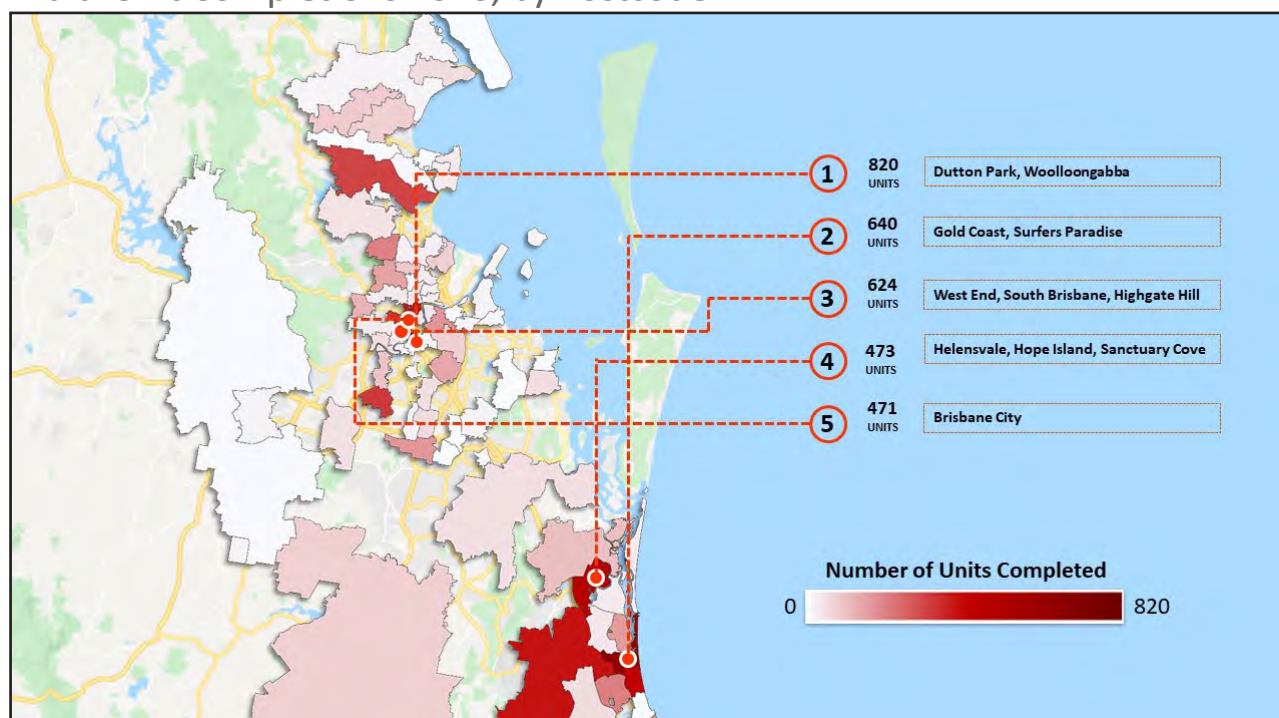 1
820
UNITS
Dutton Park, Woolloongabba
2
640
UNITS
Gold Coast, Surfers Paradise
3
624
UNITS
West End, South Brisbane, Highgate Hill
4
473
UNITS
Helensvale, Hope Island, Sanctuary Cove
5
471
UNITS
Brisbane City
Number of Units Completed
0
820